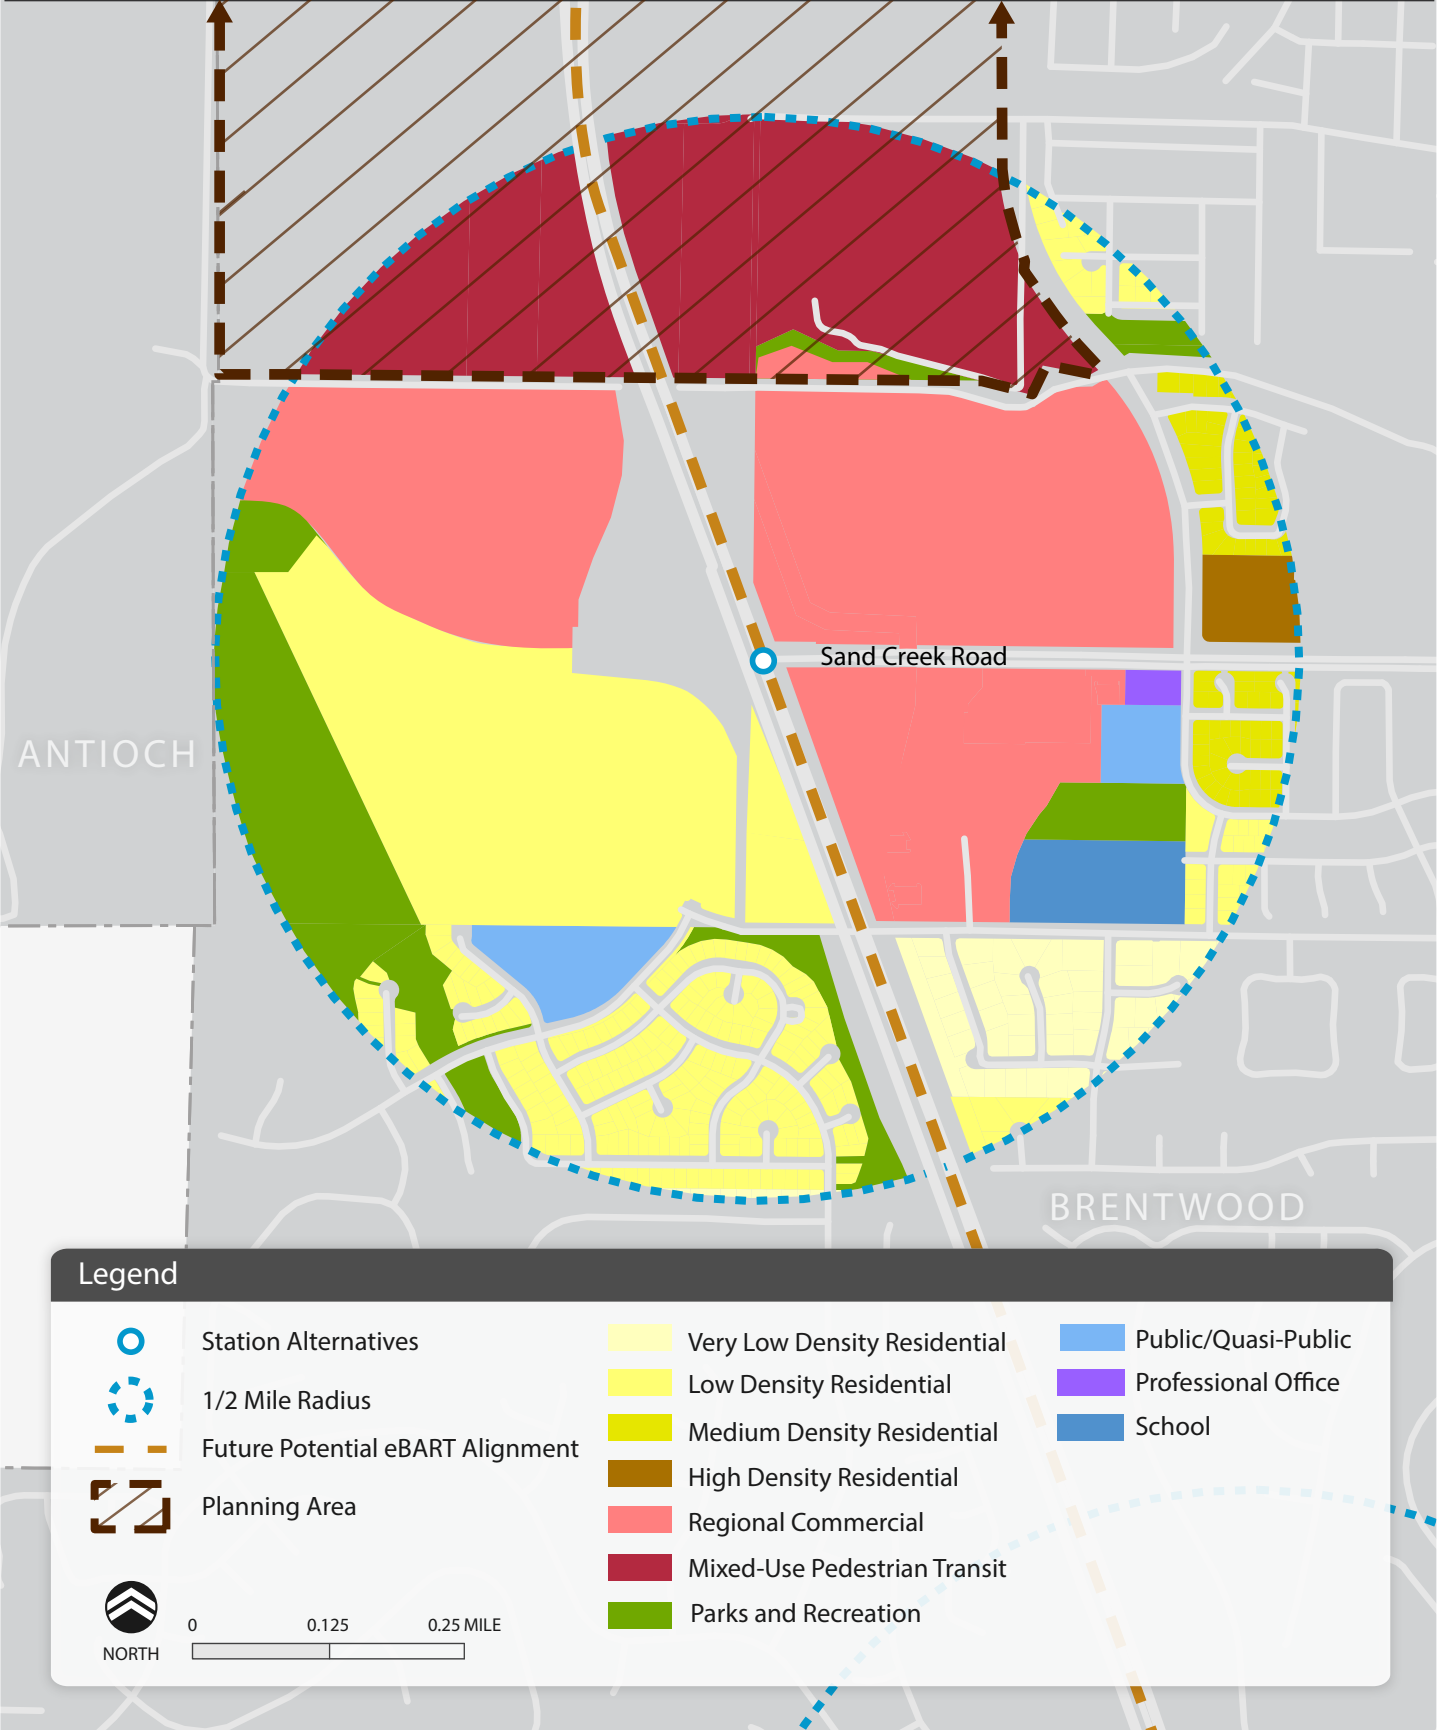 Sand Creek Road
ANTIOCH
BRENTWOOD
Legend
Station Alternatives
1/2 Mile Radius
Future Potential eBART Alignment
Planning Area
NORTH
0 0.125 0.25 MILE
Very Low Density Residential
Low Density Residential
Medium Density Residential
High Density Residential
Regional Commercial
Mixed-Use Pedestrian Transit
Parks and Recreation
Public/Quasi-Public
Professional Office
School